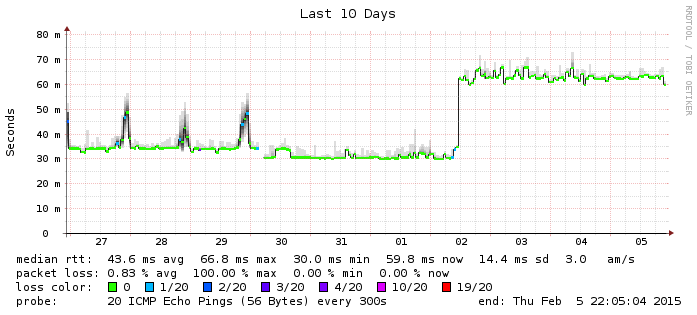 Last 10 Days
RRDTOOL / TOBI OETIKER
Seconds
80 m
70 m
60 m
50 m
40 m
30 m
20 m
10 m
0
27 28 29 30 31 01 02 03 04 05
median rtt: 43.6 ms avg 66.8 ms max 30.0 ms min 59.8 ms now 14.4 ms sd 3.0 am/s
packet loss: 0.83 % avg 100.00 % max 0.00 % min 0.00 % now
loss color: 0 1/20 2/20 3/20 4/20 10/20 19/20
probe: 20 ICMP Echo Pings (56 Bytes) every 300s end: Thu Feb 5 22:05:04 2015